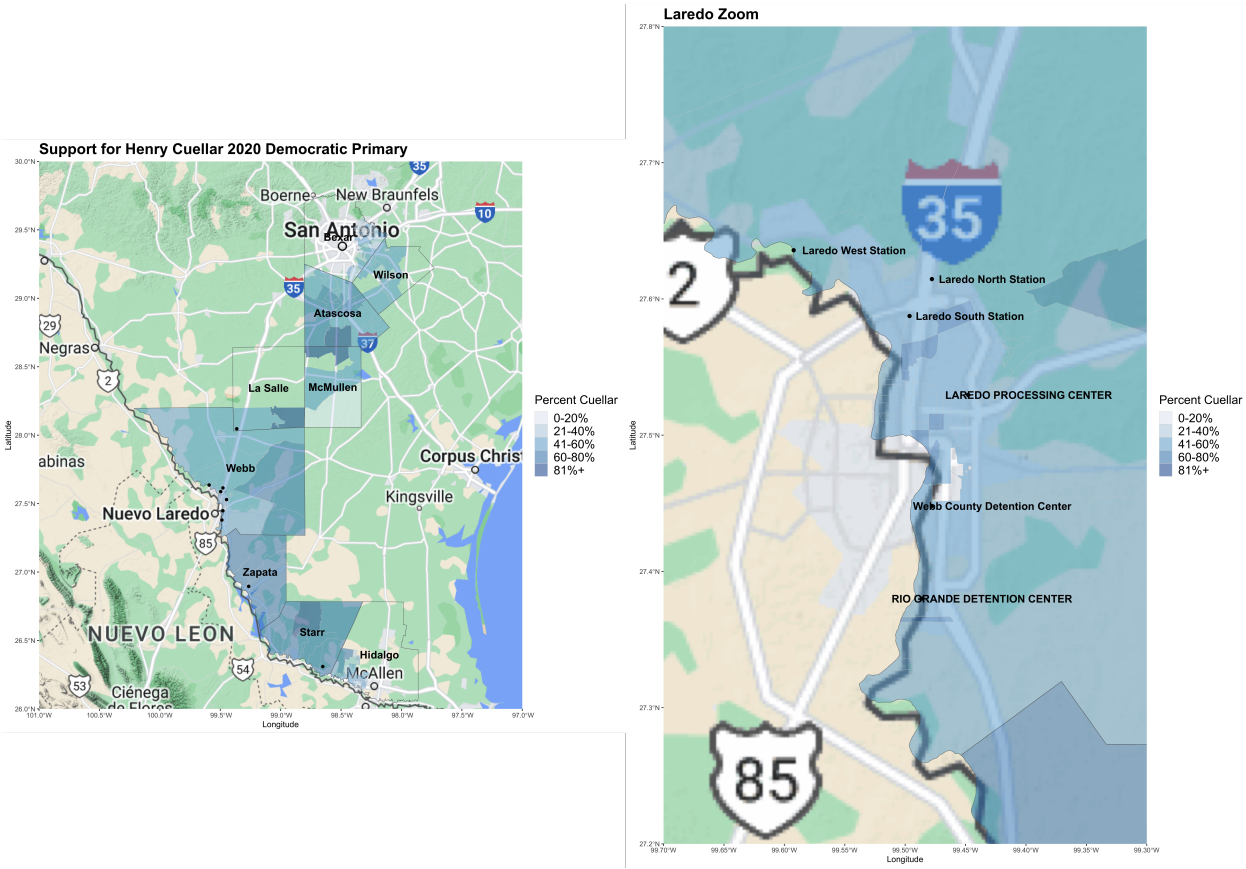 Support for Henry Cuellar 2020 Democratic Primary
30.0°N
29.5°N
29.0°N
28.5°N
28.0°N
27.5°N
27.0°N
26.5°N
26.0°N
Latitude
35
Boerne
New Braunfels
10
San Antonio
Bexar
Wilson
35
29
Atascosa
37
Negras
2
La Salle
McMullen
abinas
Webb
Corpus Christ
Kingsville
Nuevo Laredo
85
Zapata
NUEVO LEON
Starr
Hidalgo
54
McAllen
53
Ciénega
de Flores
101.0°W
100.5°W
100.0°W
99.5°W
99.0°W
98.5°W
98.0°W
97.5°W
97.0°W
Longitude
Percent Cuellar
0-20%
21-40%
41-60%
60-80%
81%+
Laredo Zoom
27.8°N
27.7°N
27.6°N
27.5°N
27.4°N
27.3°N
27.2°N
Latitude
35
2
Laredo West Station
Laredo North Station
Laredo South Station
LAREDO PROCESSING CENTER
Webb County Detention Center
RIO GRANDE DETENTION CENTER
85
99.70°W
99.65°W
99.60°W
99.55°W
99.50°W
99.45°W
99.40°W
99.35°W
99.30°W
Longitude
Percent Cuellar
0-20%
21-40%
41-60%
60-80%
81%+